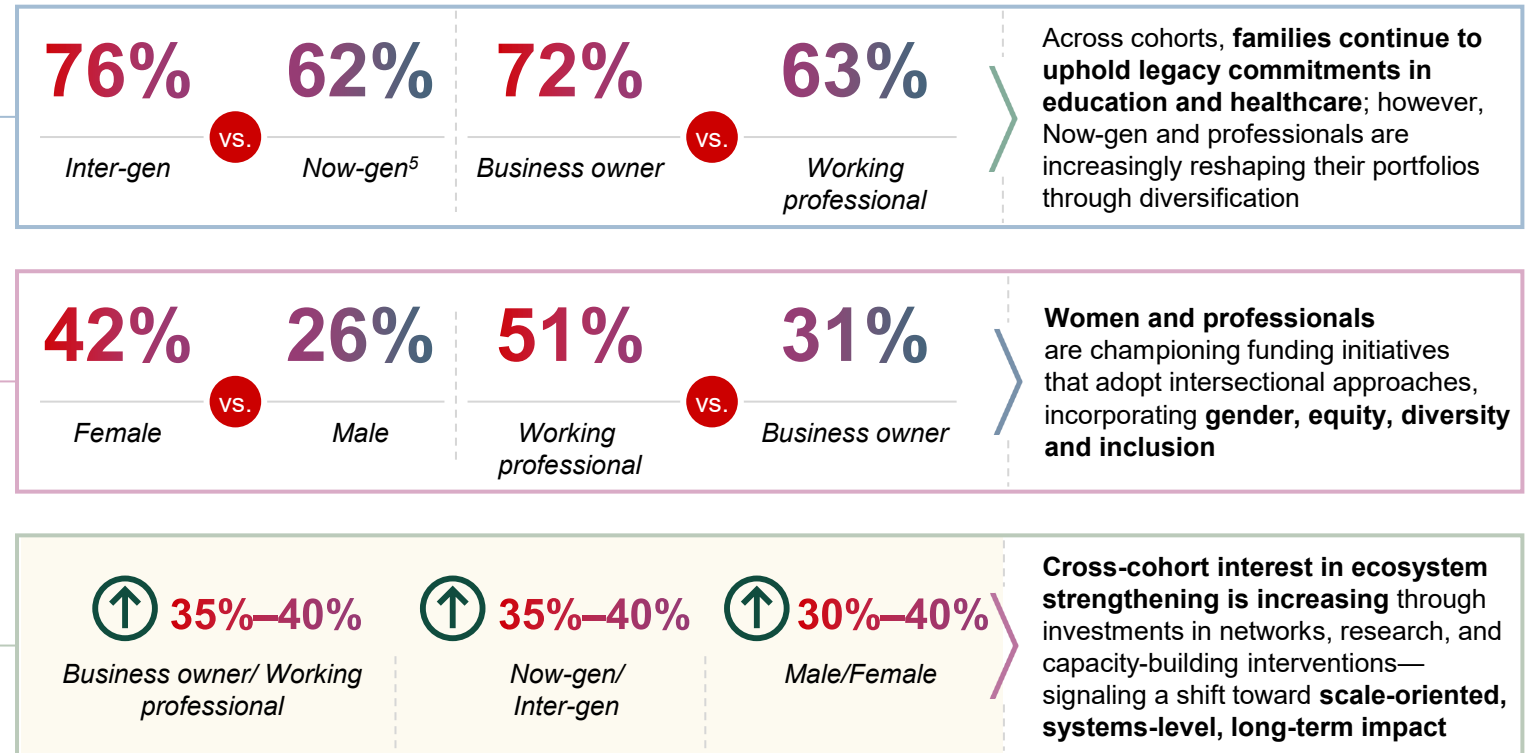 76% 62% 72% 63%
vs. vs.
Inter-gen Now-gen⁵ Business owner Working
professional
Across cohorts, families continue to
uphold legacy commitments in
education and healthcare; however,
Now-gen and professionals are
increasingly reshaping their portfolios
through diversification
42% 26% 51% 31%
vs. vs.
Female Male Working Business owner
professional
Women and professionals
are championing funding initiatives
that adopt intersectional approaches,
incorporating gender, equity, diversity
and inclusion
35%–40% 35%–40% 30%–40%
Business owner/ Working
professional
Now-gen/
Inter-gen
Male/Female
Cross-cohort interest in ecosystem
strengthening is increasing through
investments in networks, research, and
capacity-building interventions—
signaling a shift toward scale-oriented,
systems-level, long-term impact